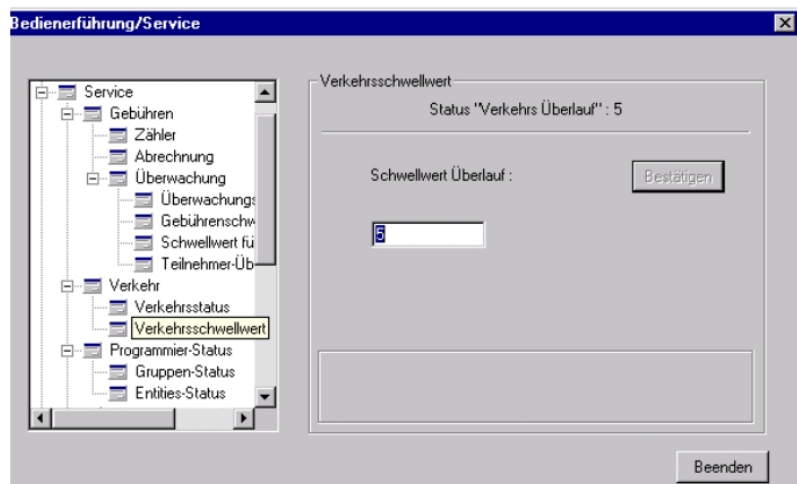 Bedienerführung/Service
Service
Gebühren
Zähler
Abrechnung
Überwachung
Überwachungs
Gebührenschw
Schwellwert fü
Teilnehmer-Üb
Verkehr
Verkehrsstatus
Verkehrsschwellwert
Programmier-Status
Gruppen-Status
Entities-Status
Verkehrsschwellwert
Status "Verkehrs Überlauf" : 5
Schwellwert Überlauf :
Bestätigen
5
Beenden